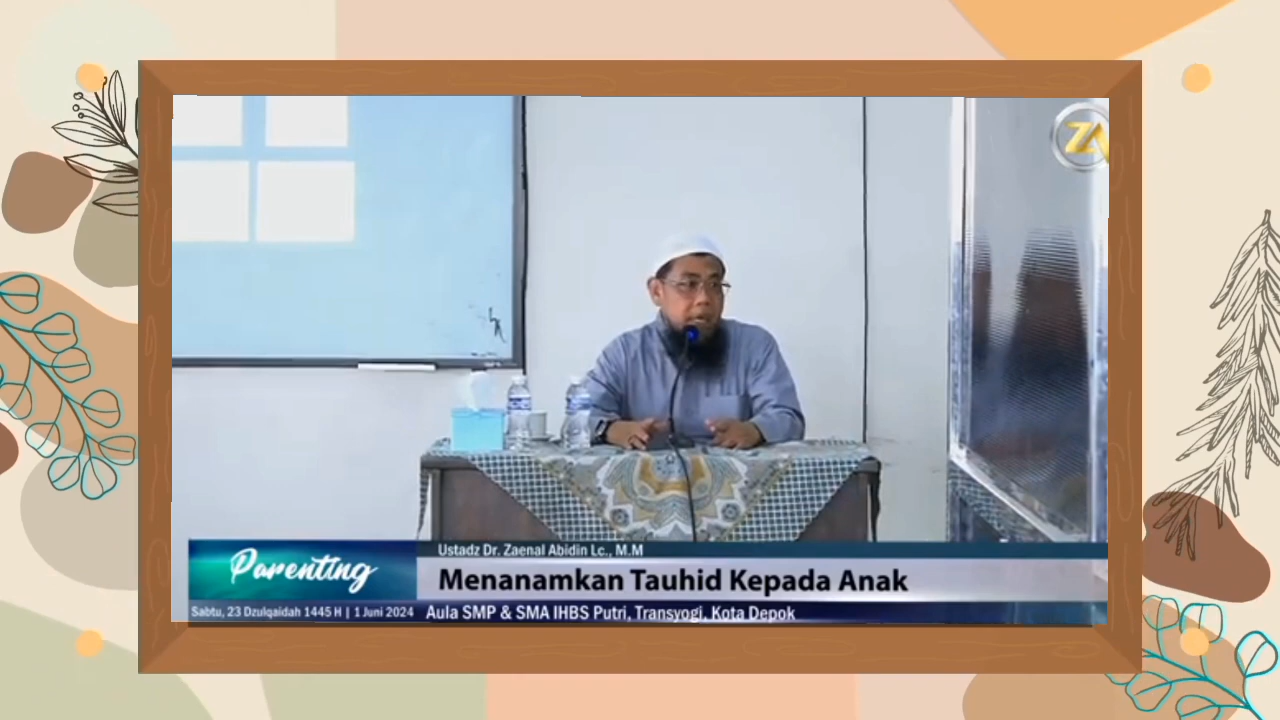 ZA
Parenting
Ustadz Dr. Zaenal Abidin Lc., M.M
Menanamkan Tauhid Kepada Anak
Sabtu, 23 Dzulqaidah 1445 H | 1 Juni 2024
Aula SMP & SMA IHBS Putri, Transyogi, Kota Depok